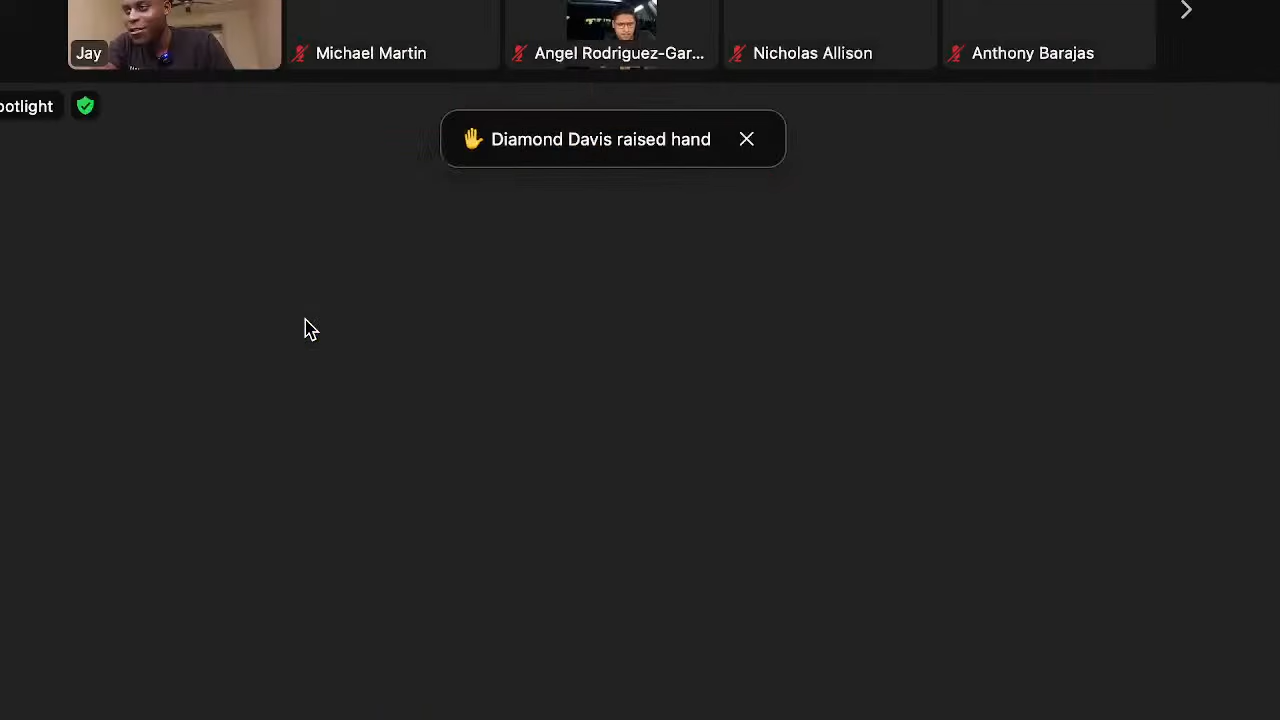 Jay
Michael Martin
Angel Rodriguez-Gar...
Nicholas Allison
Anthony Barajas
potlight
Diamond Davis raised hand